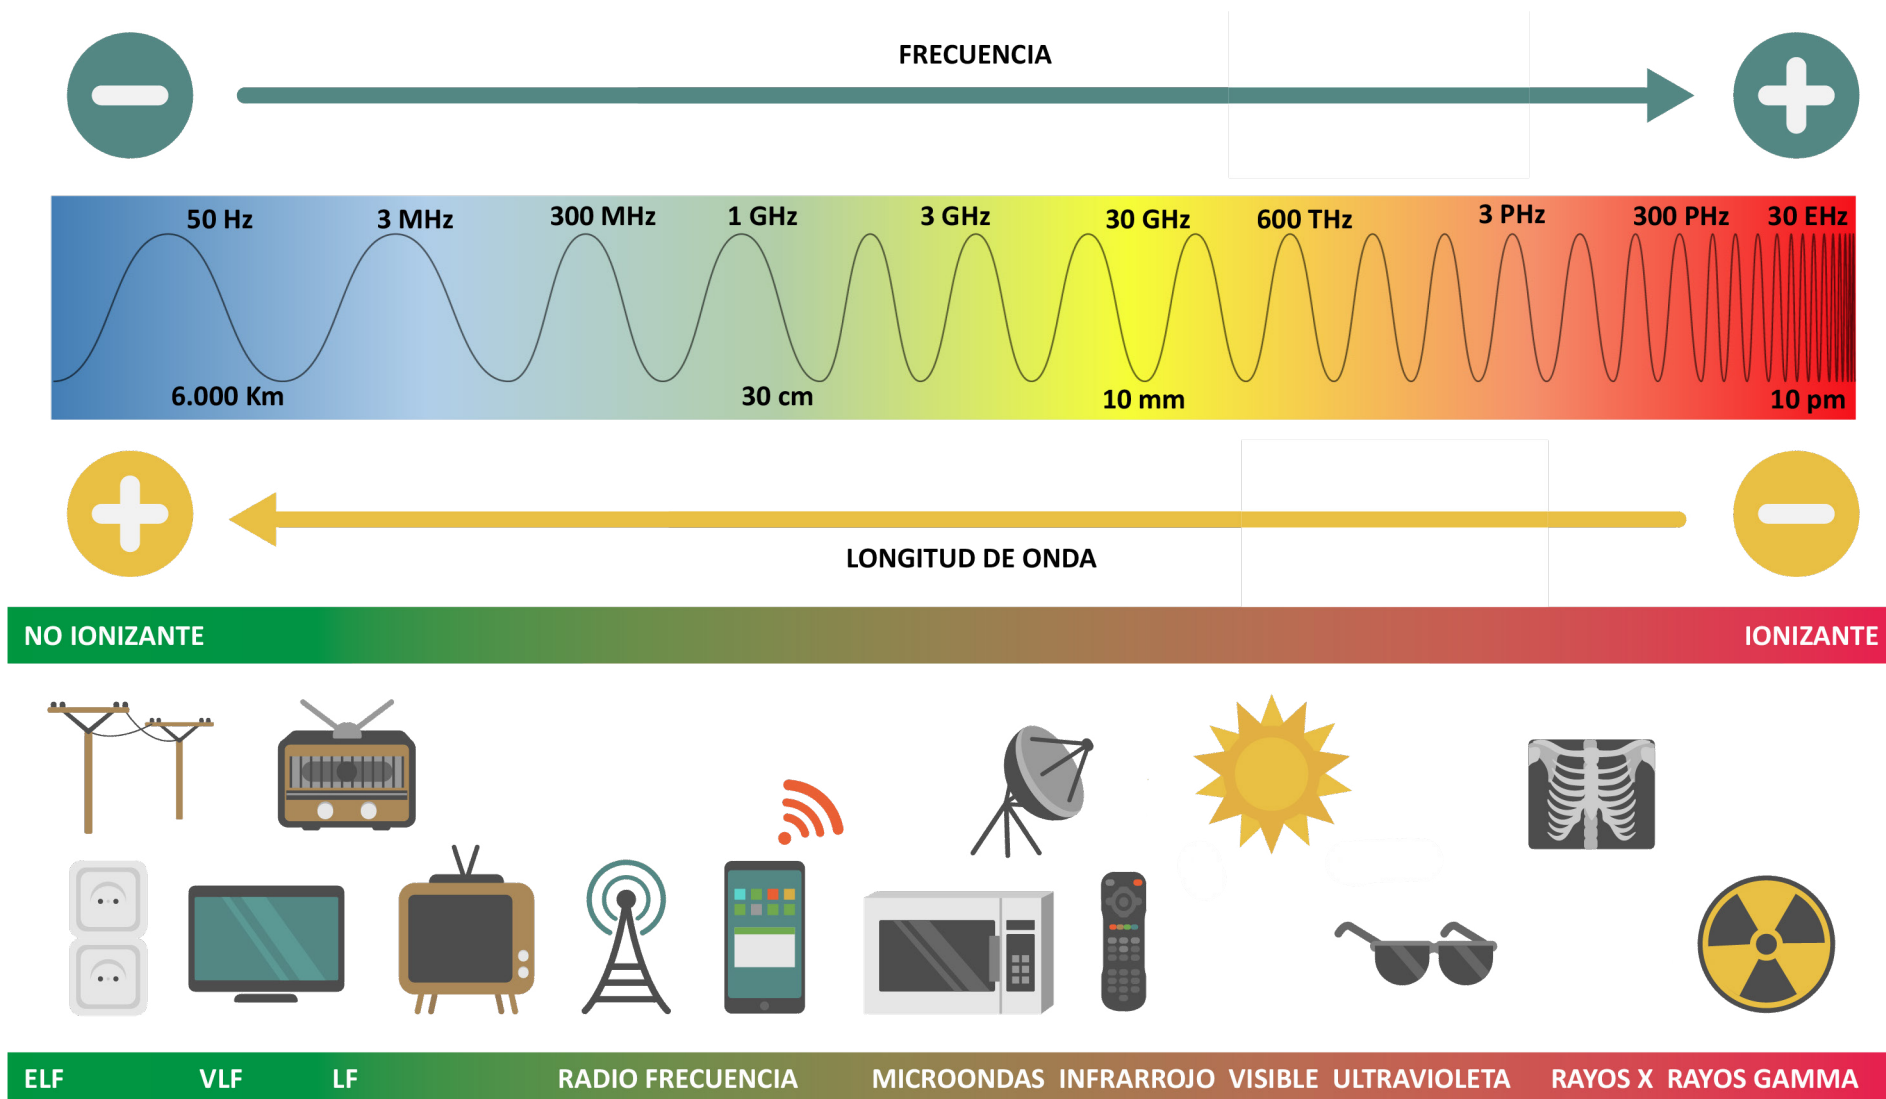 FRECUENCIA
50 Hz 3 MHz 300 MHz 1 GHz 3 GHz 30 GHz 600 THz 3 PHz 300 PHz 30 EHz
6.000 Km 30 cm 10 mm 10 pm
LONGITUD DE ONDA
NO IONIZANTE IONIZANTE
ELF VLF LF RADIO FRECUENCIA MICROONDAS INFRARROJO VISIBLE ULTRAVIOLETA RAYOS X RAYOS GAMMA